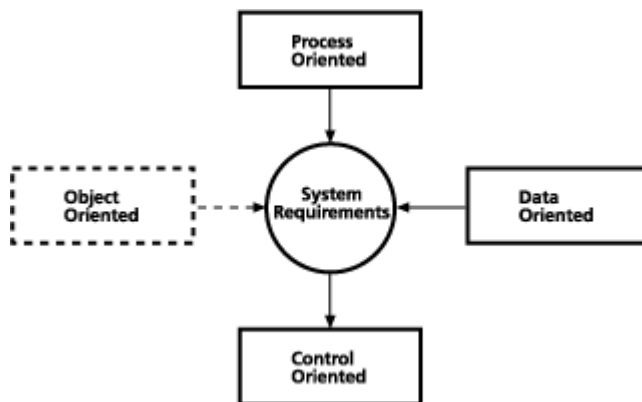 Process
Oriented
Object
Oriented
System
Requirements
Data
Oriented
Control
Oriented